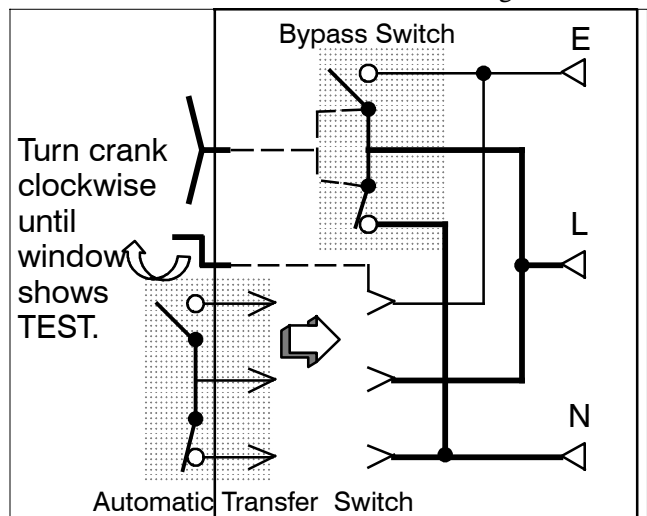 Bypass Switch
E
Turn crank
clockwise
until
window
shows
TEST.
L
N
Automatic Transfer Switch